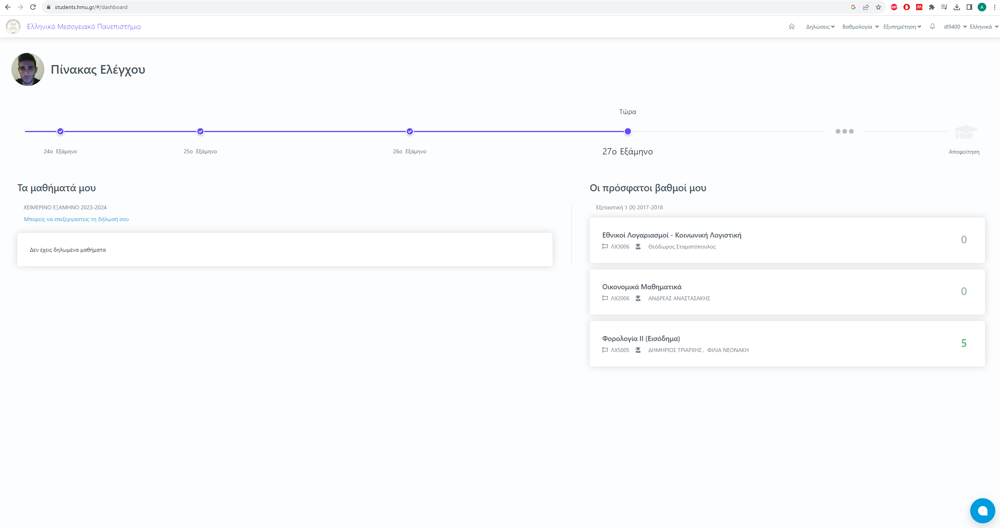 students.hmu.gr/#/dashboard
ABP
A
Ελληνικό Μεσογειακό Πανεπιστήμιο
Δηλώσεις
Βαθμολογία
Εξυπηρέτηση
dl9400
Ελληνικά
Πίνακας Ελέγχου
Τώρα
24ο Εξάμηνο
25ο Εξάμηνο
26ο Εξάμηνο
27ο Εξάμηνο
Αποφοίτηση
Τα μαθήματά μου
ΧΕΙΜΕΡΙΝΟ ΕΞΑΜΗΝΟ 2023-2024
Μπορείς να επεξεργαστείς τη δήλωσή σου
Δεν έχεις δηλωμένα μαθήματα
Οι πρόσφατοι βαθμοί μου
Εξεταστική 1 (Χ) 2017-2018
Εθνικοί Λογαριασμοί - Κοινωνική Λογιστική
ΛΧ3006 Θεόδωρος Σταματόπουλος
0
Οικονομικά Μαθηματικά
ΛΧ2006 ΑΝΔΡΕΑΣ ΑΝΑΣΤΑΣΑΚΗΣ
0
Φορολογία ΙΙ (Εισόδημα)
ΛΧ5005 ΔΗΜΗΡΙΟΣ ΤΡΙΑΡΧΗΣ , ΦΙΛΙΑ ΝΕΟΝΑΚΗ
5